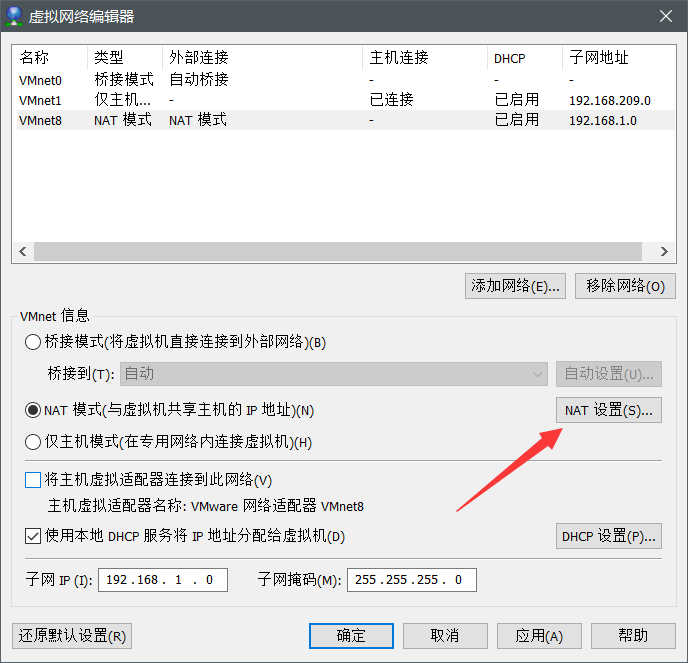 虚拟网络编辑器
名称 类型 外部连接 主机连接 DHCP 子网地址
VMnet0 桥接模式 自动桥接 - - -
VMnet1 仅主机... - 已连接 已启用 192.168.209.0
VMnet8 NAT 模式 NAT 模式 - 已启用 192.168.1.0
添加网络(E)... 移除网络(O)
VMnet 信息
桥接模式(将虚拟机直接连接到外部网络)(B)
桥接到(T): 自动 自动设置(U)...
NAT 模式(与虚拟机共享主机的 IP 地址)(N) NAT 设置(S)...
仅主机模式(在专用网络内连接虚拟机)(H)
将主机虚拟适配器连接到此网络(V)
主机虚拟适配器名称: VMware 网络适配器 VMnet8
使用本地 DHCP 服务将 IP 地址分配给虚拟机(D) DHCP 设置(P)...
子网 IP (I): 192.168. 1 . 0 子网掩码(M): 255.255.255. 0
还原默认设置(R) 确定 取消 应用(A) 帮助